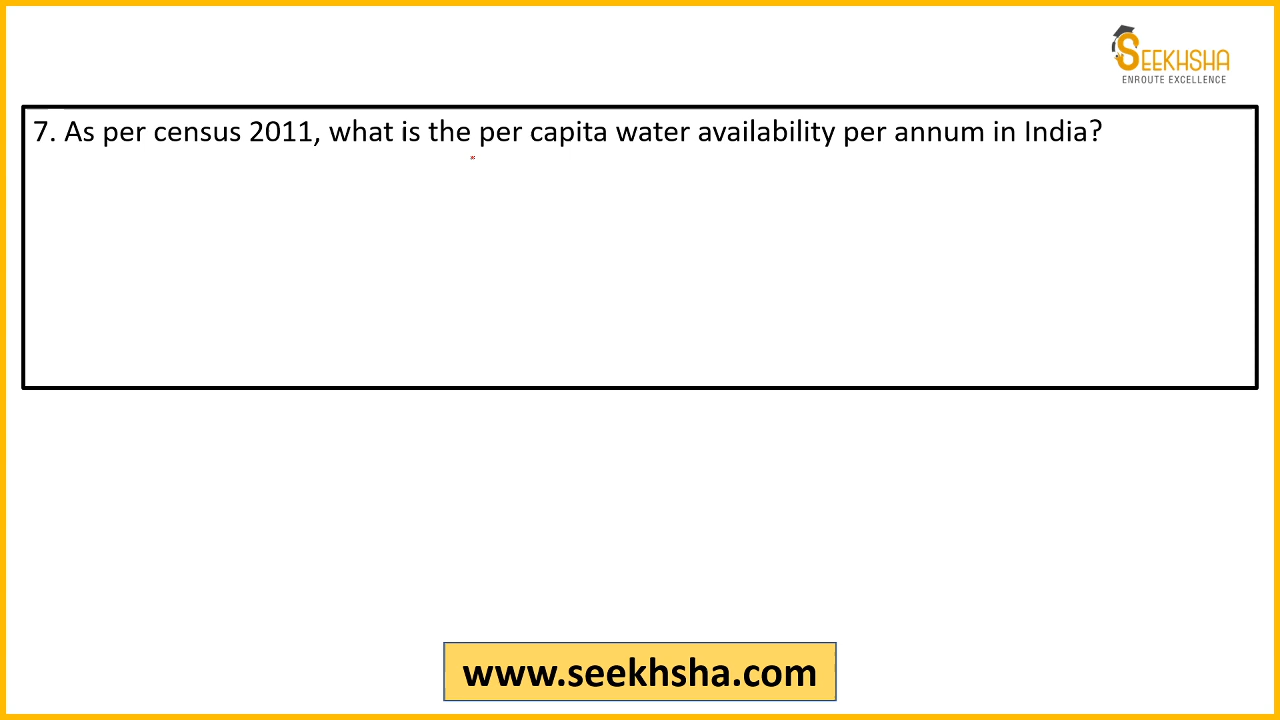 SEEKHSHA
ENROUTE EXCELLENCE
7. As per census 2011, what is the per capita water availability per annum in India?
www.seekhsha.com